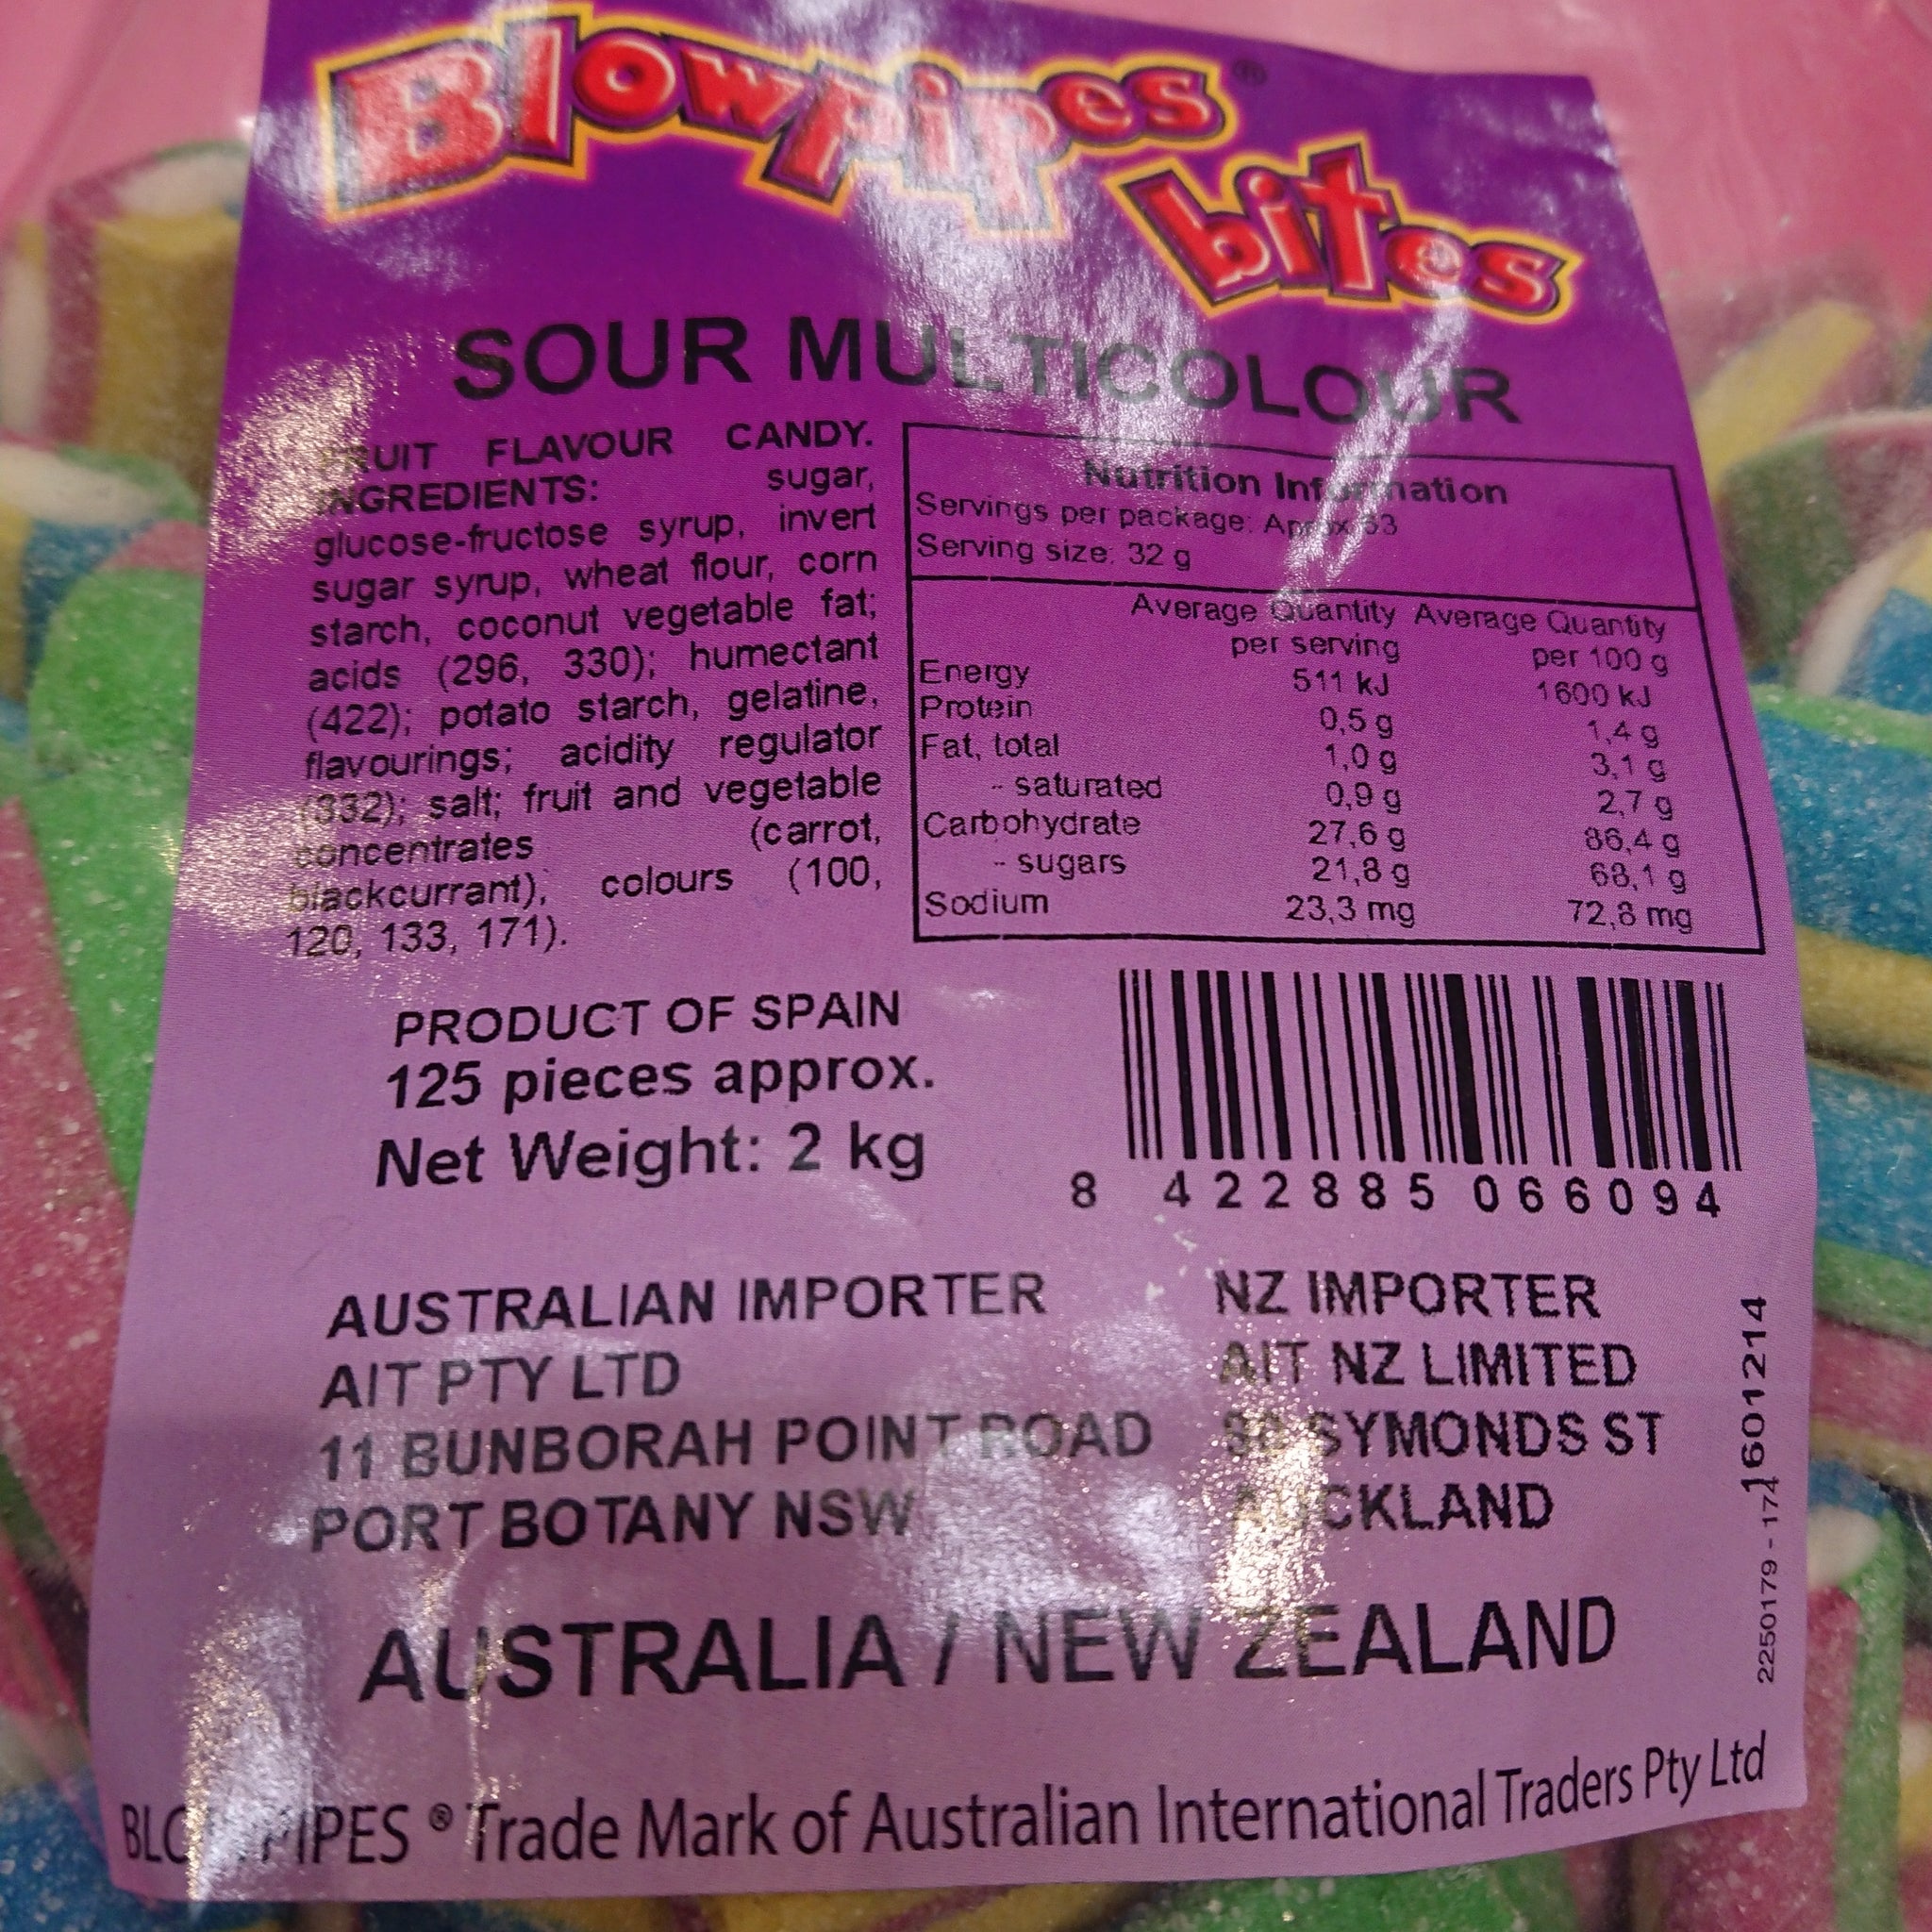 Blowpipes®
bites
SOUR MULTICOLOUR
FRUIT FLAVOUR CANDY.
INGREDIENTS: sugar,
glucose-fructose syrup, invert
sugar syrup, wheat flour, corn
starch, coconut vegetable fat;
acids (296, 330); humectant
(422); potato starch, gelatine,
flavourings; acidity regulator
(332); salt; fruit and vegetable
concentrates (carrot,
blackcurrant), colours (100,
120, 133, 171).
Nutrition Information
Servings per package: Approx 63
Serving size: 32 g
Average Quantity Average Quantity
per serving per 100 g
Energy 511 kJ 1600 kJ
Protein 0,5 g 1,4 g
Fat, total 1,0 g 3,1 g
- saturated 0,9 g 2,7 g
Carbohydrate 27,6 g 86,4 g
- sugars 21,8 g 68,1 g
Sodium 23,3 mg 72,8 mg
PRODUCT OF SPAIN
125 pieces approx.
Net Weight: 2 kg
8 422885 066094
AUSTRALIAN IMPORTER
AIT PTY LTD
11 BUNBORAH POINT ROAD
PORT BOTANY NSW
NZ IMPORTER
AIT NZ LIMITED
SYMONDS ST
AUCKLAND
2250179 - 174
1601214
AUSTRALIA / NEW ZEALAND
BLOWPIPES ® Trade Mark of Australian International Traders Pty Ltd